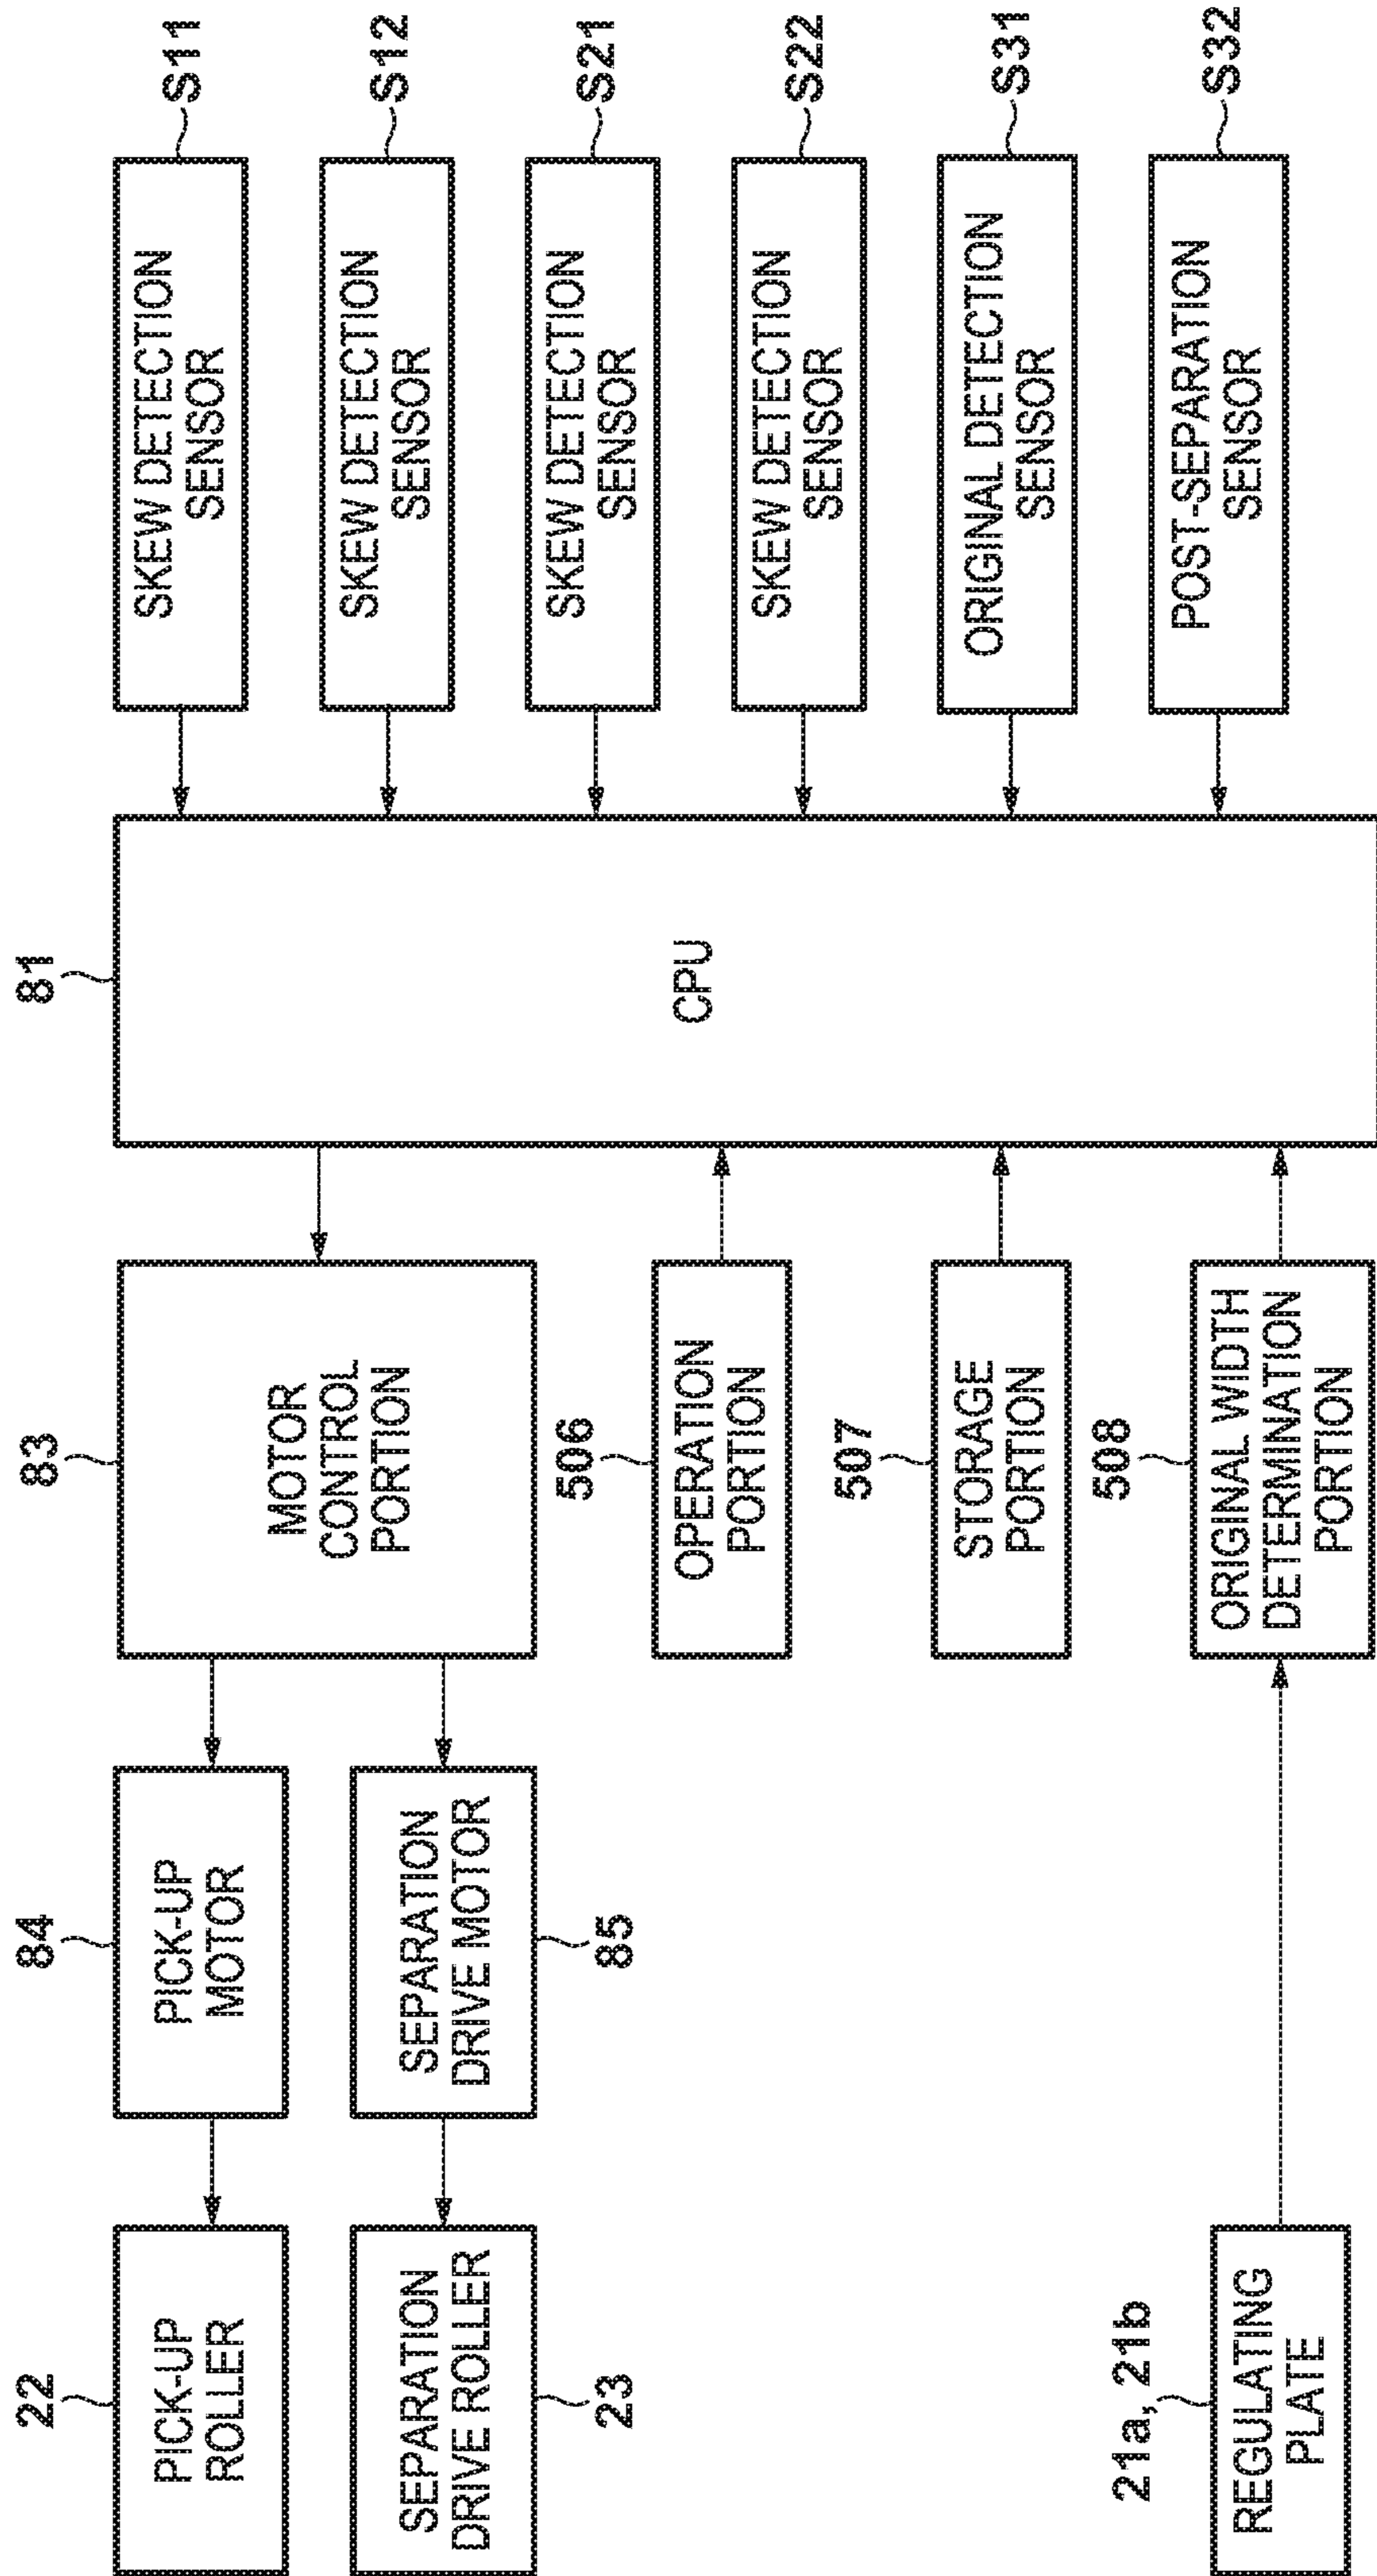 22
PICK-UP
ROLLER
84
PICK-UP
MOTOR
83
MOTOR
CONTROL
PORTION
81
CPU
SKEW DETECTION
SENSOR
S11
SKEW DETECTION
SENSOR
S12
SEPARATION
DRIVE ROLLER
23
SEPARATION
DRIVE MOTOR
85
506
OPERATION
PORTION
SKEW DETECTION
SENSOR
S21
SKEW DETECTION
SENSOR
S22
507
STORAGE
PORTION
ORIGINAL DETECTION
SENSOR
S31
21a, 21b
REGULATING
PLATE
508
ORIGINAL WIDTH
DETERMINATION
PORTION
POST-SEPARATION
SENSOR
S32